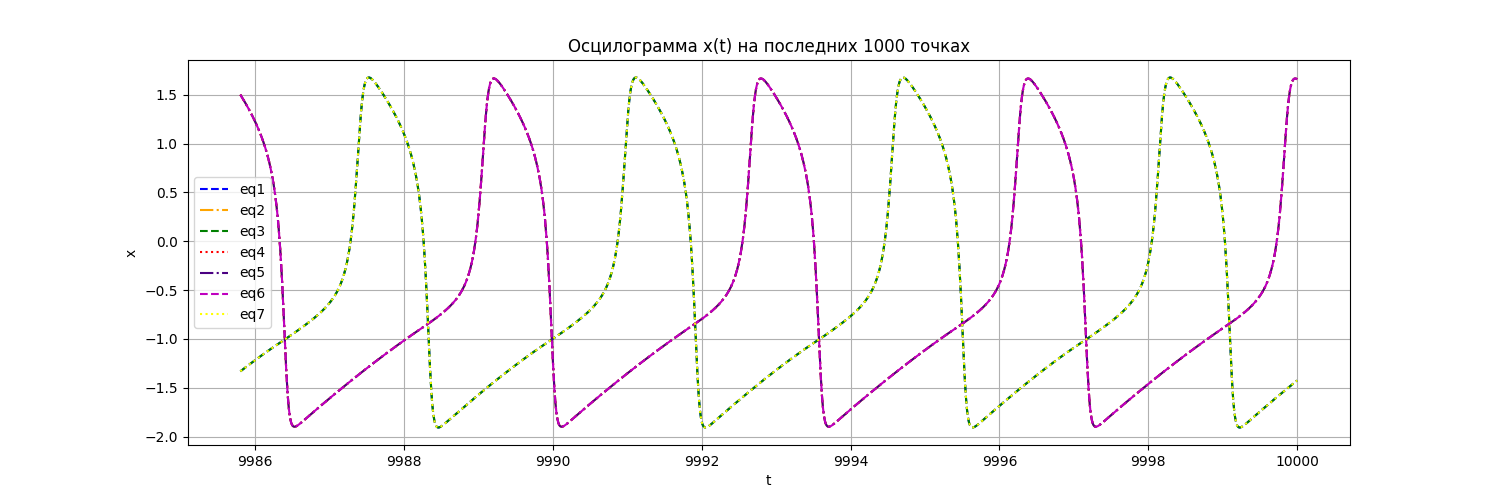 Осцилограмма x(t) на последних 1000 точках
x
1.5
1.0
0.5
0.0
−0.5
−1.0
−1.5
−2.0
eq1
eq2
eq3
eq4
eq5
eq6
eq7
9986 9988 9990 9992 9994 9996 9998 10000
t